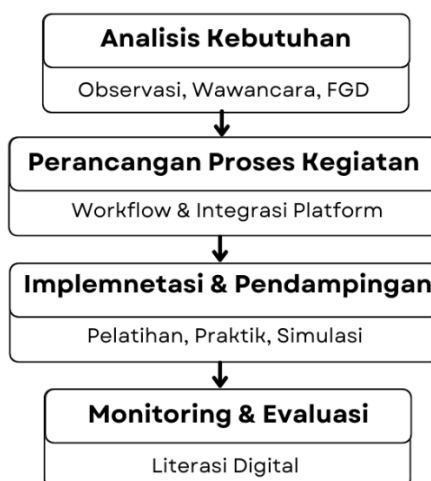 Analisis Kebutuhan
Observasi, Wawancara, FGD
Perancangan Proses Kegiatan
Workflow & Integrasi Platform
Implemnetasi & Pendampingan
Pelatihan, Praktik, Simulasi
Monitoring & Evaluasi
Literasi Digital